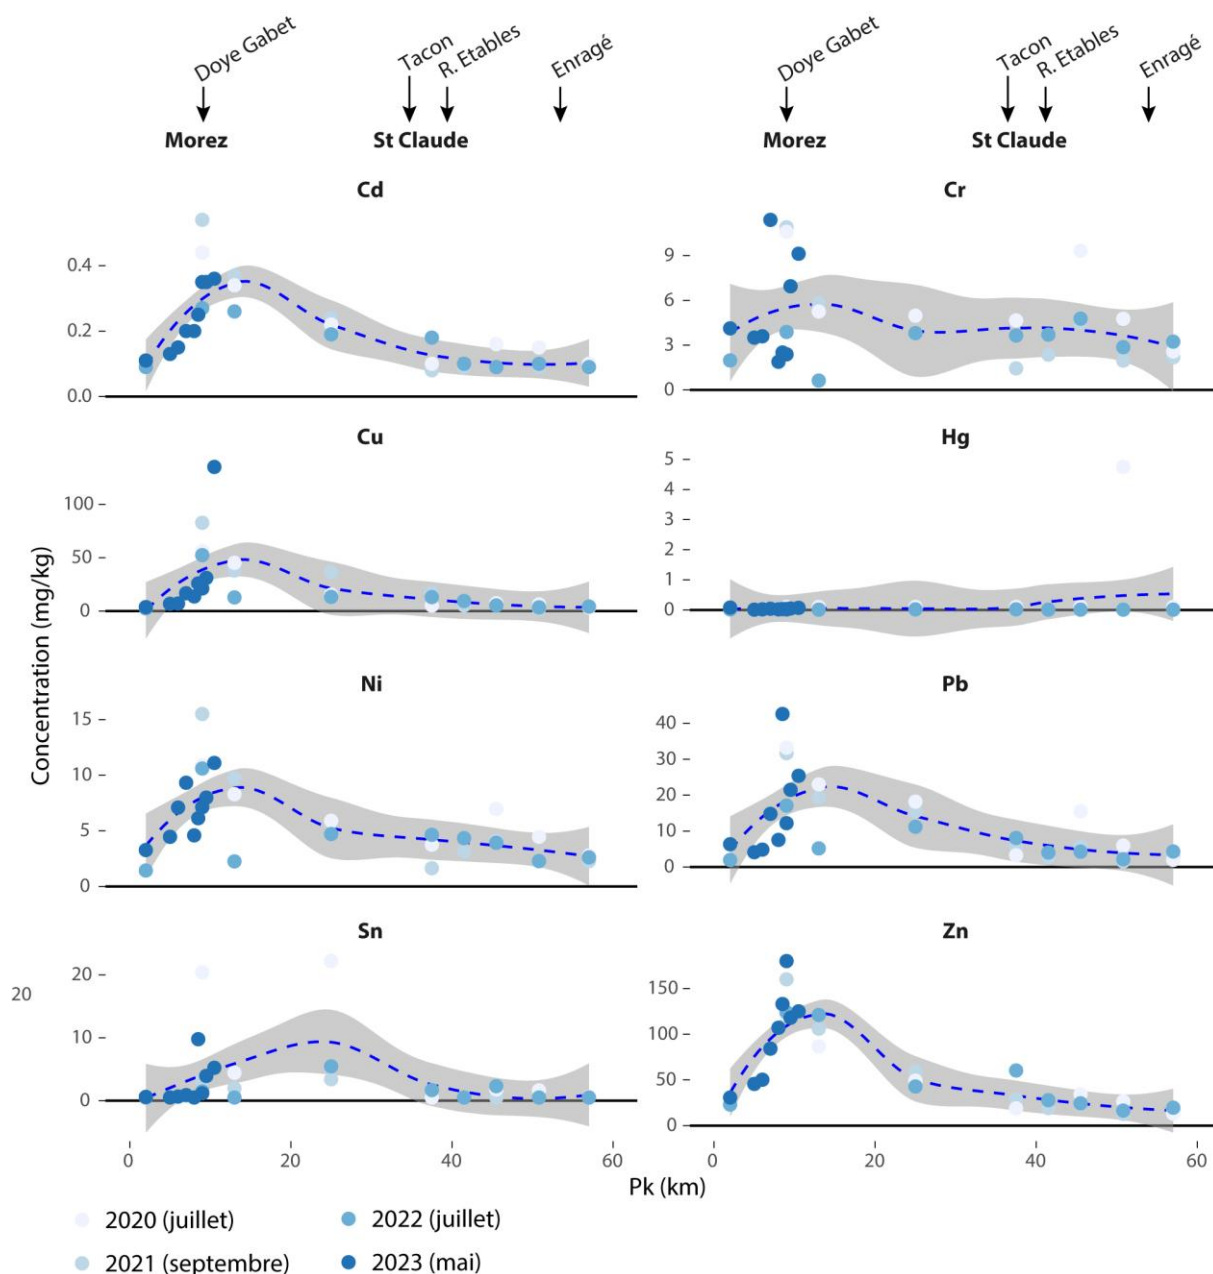 Doye Gabet
Tacon
R. Etables
Enragé
Doye Gabet
Tacon
R. Etables
Enragé
Morez
St Claude
Morez
St Claude
Cd
Cr
0.4
0.2
0.0
9
6
3
0
Cu
Hg
100
50
0
5
4
3
2
1
0
Concentration (mg/kg)
Ni
Pb
15
10
5
0
40
30
20
10
0
Sn
Zn
20
20
10
0
150
100
50
0
0
20
40
60
0
20
40
60
Pk (km)
2020 (juillet)
2022 (juillet)
2021 (septembre)
2023 (mai)